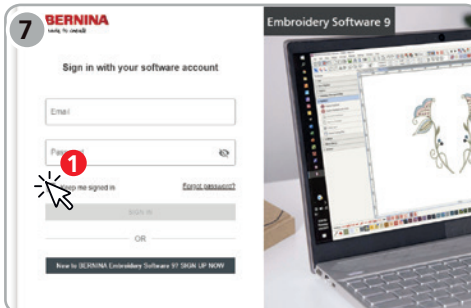 7
BERNINA
made to create
Embroidery Software 9
Sign in with your software account
Email
Password
1
Keep me signed in
Forgot password?
SIGN IN
OR
New to BERNINA Embroidery Software 9? SIGN UP NOW